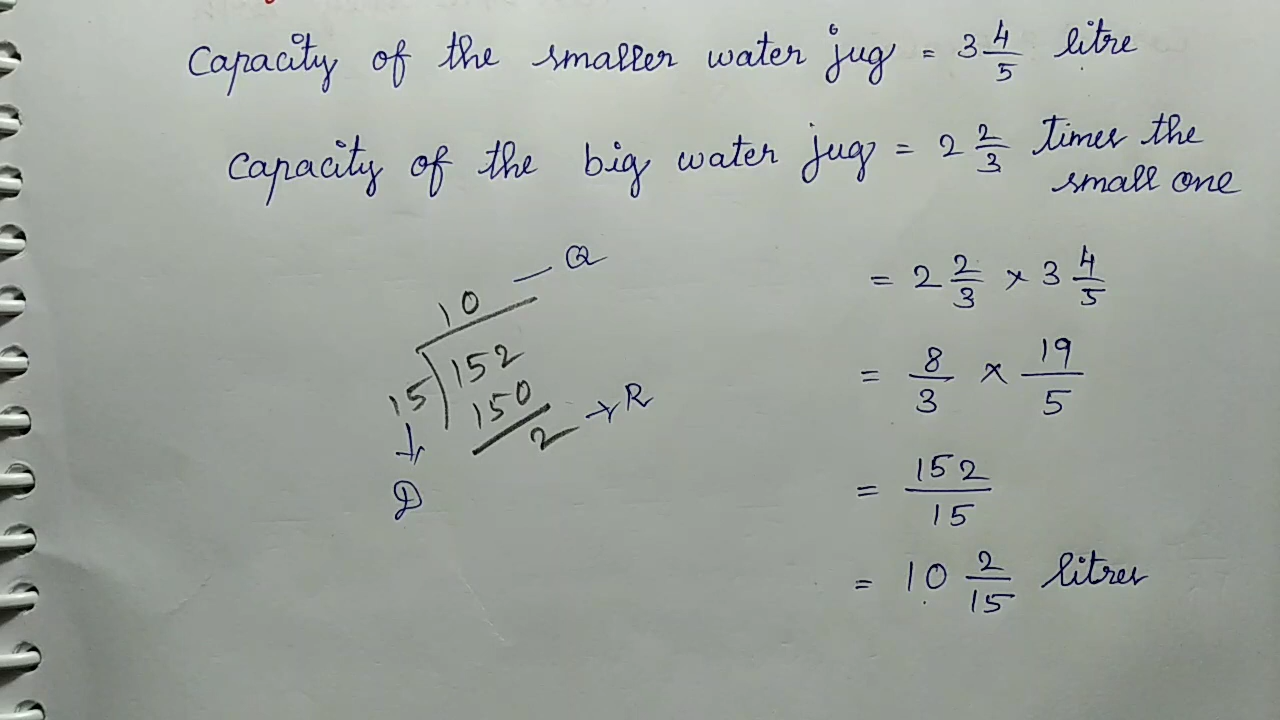 Capacity of the smaller water jug = 3 4/5 litre
Capacity of the big water jug = 2 2/3 times the
small one
= 2 2/3 × 3 4/5
= 8/3 × 19/5
= 152/15
= 10 2/15 litres
10 — Q
15 152
150
2 → R
↓
D